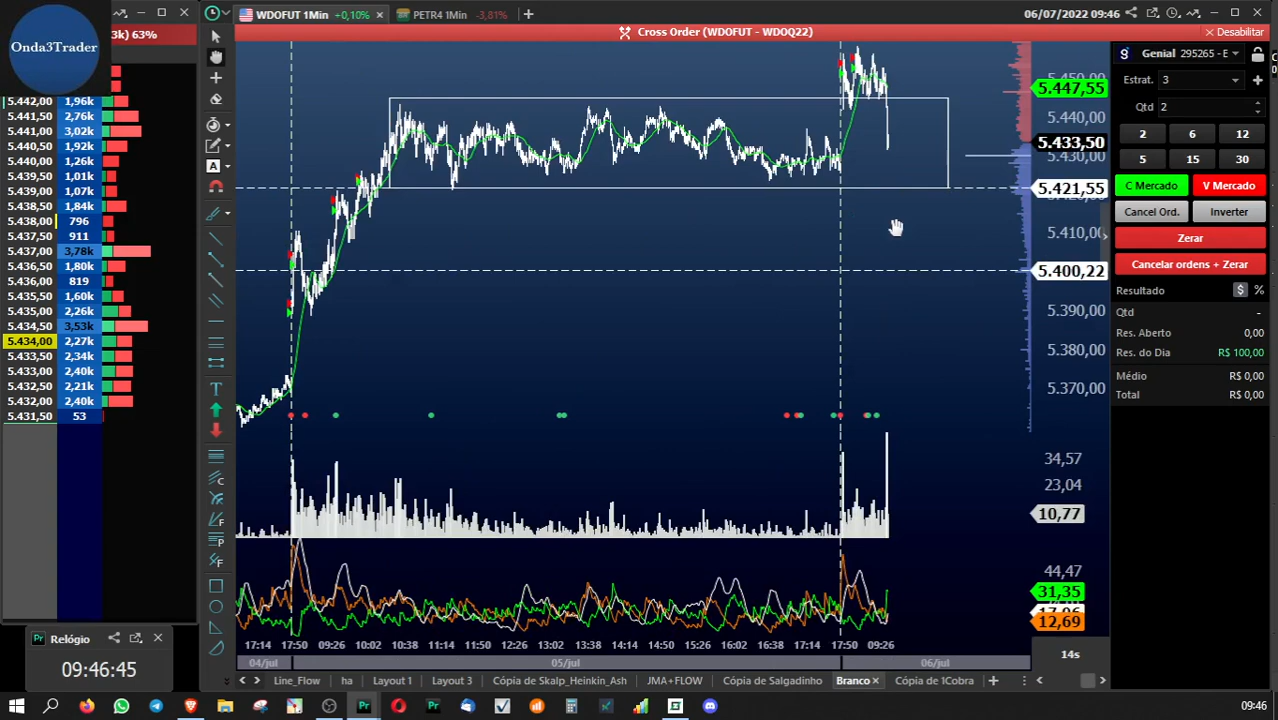 Onda3Trader
3k) 63%
WDOFUT 1Min +0,10%
PETR4 1Min -3,81%
06/07/2022 09:46
Cross Order (WDOFUT - WDOQ22)
Desabilitar
5.442,00 1,96k
5.441,50 3,76k
5.441,00 3,02k
5.440,50 1,92k
5.440,00 1,26k
5.439,50 1,01k
5.439,00 1,07k
5.438,50 1,84k
5.438,00 796
5.437,50 911
5.437,00 3,78k
5.436,50 1,80k
5.436,00 819
5.435,50 1,60k
5.435,00 2,26k
5.434,50 3,53k
5.434,00 2,27k
5.433,50 2,34k
5.433,00 2,40k
5.432,50 2,21k
5.432,00 2,40k
5.431,50 53
Relógio
09:46:45
5.447,55
5.440,00
5.433,50
5.430,00
5.421,55
5.410,00
5.400,22
5.390,00
5.380,00
5.370,00
34,57
23,04
10,77
44,47
31,35
12,69
17:14 17:50 09:26 10:02 10:38 11:14 11:50 12:26 13:02 13:38 14:14 14:50 15:26 16:02 16:38 17:14 17:50 09:26
04/jul 05/jul 06/jul
14s
Line_Flow ha Layout 1 Layout 3 Cópia de Skalp_Heinkin_Ash JMA+FLOW Cópia de Salgadinho Branco Cópia de 1Cobra
Genial 295265 - E
Estrat. 3
Qtd 2
2 6 12
5 15 30
C Mercado V Mercado
Cancel Ord. Inverter
Zerar
Cancelar ordens + Zerar
Resultado $ %
Qtd -
Res. Aberto 0,00
Res. do Dia R$ 100,00
Médio R$ 0,00
Total R$ 0,00
09:46